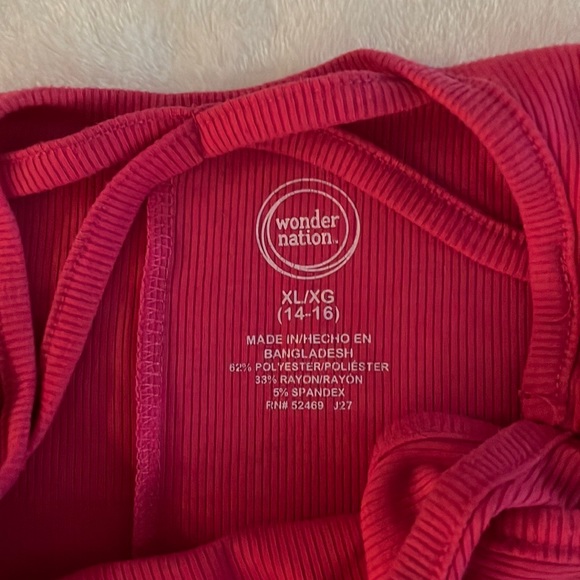 wonder
nation™
XL/XG
(14-16)
MADE IN/HECHO EN
BANGLADESH
62% POLYESTER/POLIÉSTER
33% RAYON/RAYÓN
5% SPANDEX
RN# 52469 J27